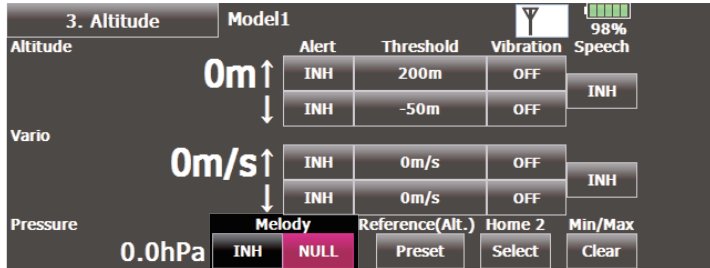 3. Altitude Model1 98%
Altitude Alert Threshold Vibration Speech
0m↑ INH 200m OFF INH
↓ INH -50m OFF
Vario
0m/s↑ INH 0m/s OFF INH
↓ INH 0m/s OFF
Pressure Melody Reference(Alt.) Home 2 Min/Max
0.0hPa INH NULL Preset Select Clear